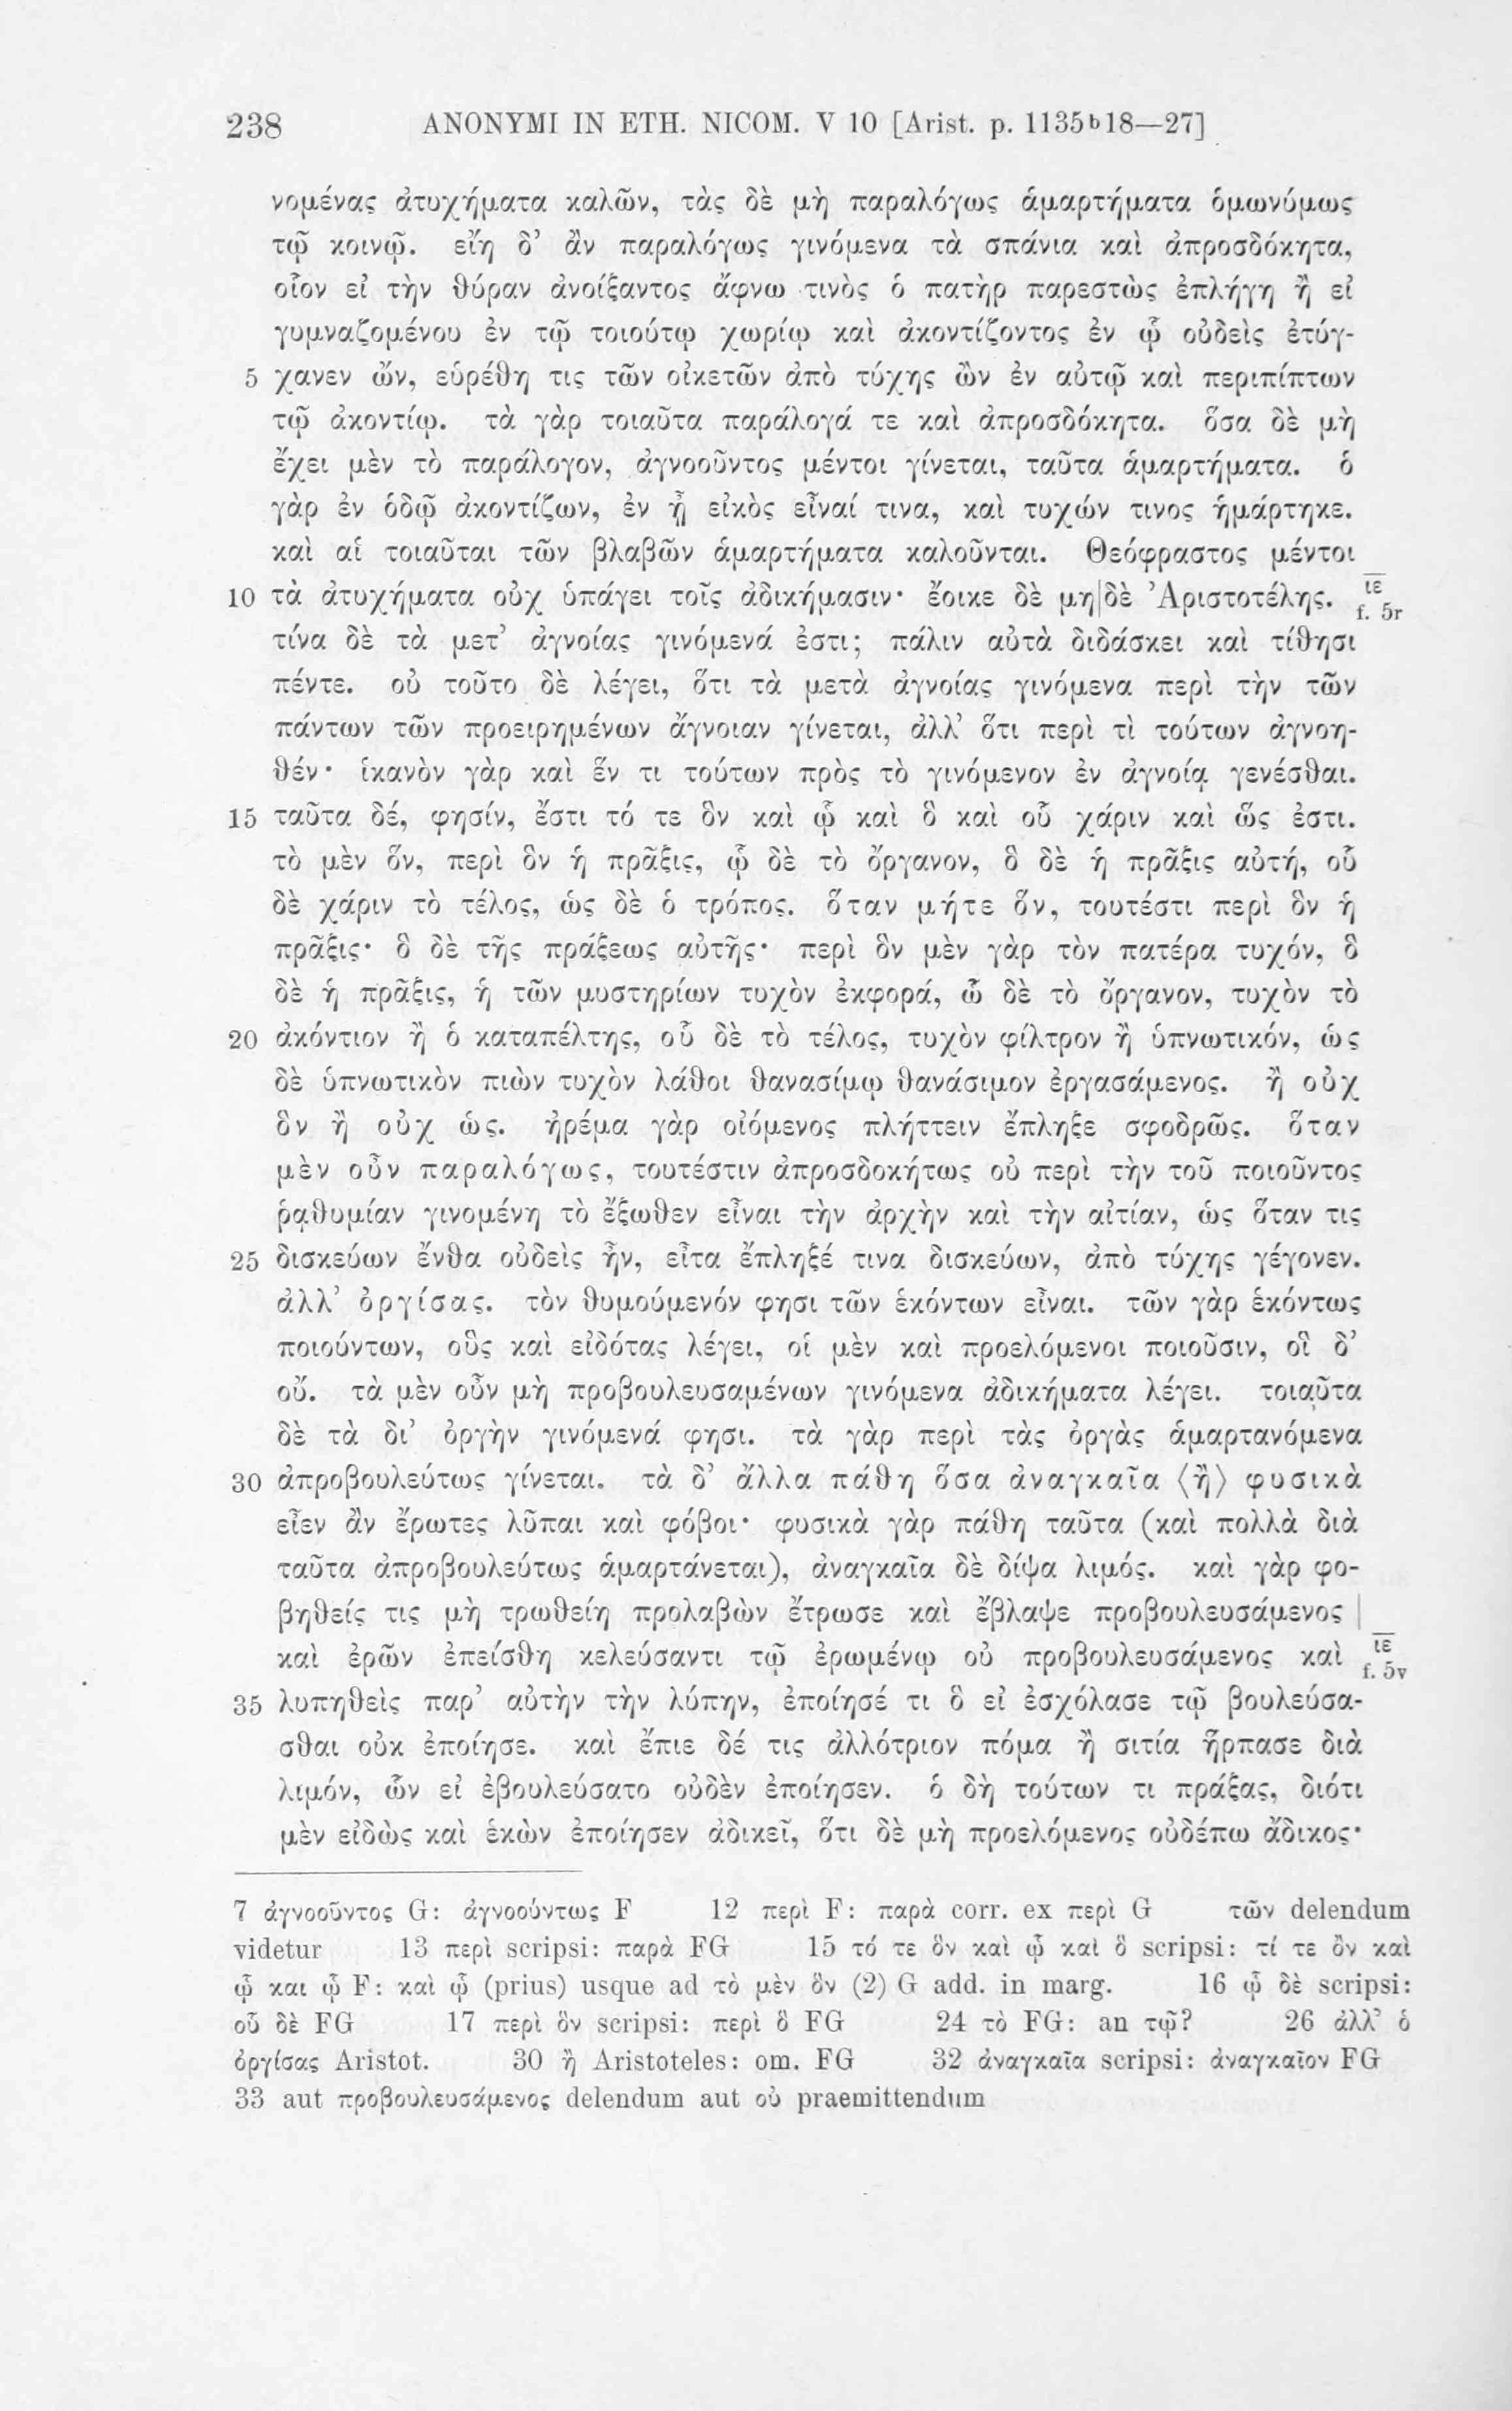 238 ANONYMI IN ETH. NICOM. V 10 [Arist. p. 1135b18—27]
νομένας ἀτυχήματα καλῶν, τὰς δὲ μὴ παραλόγως ἁμαρτήματα ὁμωνύμως
τῷ κοινῷ. εἴη δ’ ἂν παραλόγως γινόμενα τὰ σπάνια καὶ ἀπροσδόκητα,
οἷον εἰ τὴν θύραν ἀνοίξαντος ἄφνω τινὸς ὁ πατὴρ παρεστὼς ἐπλήγη ἢ εἰ
γυμναζομένου ἐν τῷ τοιούτῳ χωρίῳ καὶ ἀκοντίζοντος ἐν ᾧ οὐδεὶς ἐτύγ-
5 χανεν ὤν, εὑρέθη τις τῶν οἰκετῶν ἀπὸ τύχης ὢν ἐν αὐτῷ καὶ περιπίπτων
τῷ ἀκοντίῳ. τὰ γὰρ τοιαῦτα παράλογά τε καὶ ἀπροσδόκητα. ὅσα δὲ μὴ
ἔχει μὲν τὸ παράλογον, ἀγνοοῦντος μέντοι γίνεται, ταῦτα ἁμαρτήματα. ὁ
γὰρ ἐν ὁδῷ ἀκοντίζων, ἐν ᾗ εἰκὸς εἶναί τινα, καὶ τυχών τινος ἡμάρτηκε.
καὶ αἱ τοιαῦται τῶν βλαβῶν ἁμαρτήματα καλοῦνται. Θεόφραστος μέντοι
10 τὰ ἀτυχήματα οὐχ ὑπάγει τοῖς ἀδικήμασιν· ἔοικε δὲ μη|δὲ Ἀριστοτέλης. ιε f. 5r
τίνα δὲ τὰ μετ’ ἀγνοίας γινόμενά ἐστι; πάλιν αὐτὰ διδάσκει καὶ τίθησι
πέντε. οὐ τοῦτο δὲ λέγει, ὅτι τὰ μετὰ ἀγνοίας γινόμενα περὶ τὴν τῶν
πάντων τῶν προειρημένων ἄγνοιαν γίνεται, ἀλλ’ ὅτι περὶ τὶ τούτων ἀγνοη-
θέν· ἱκανὸν γὰρ καὶ ἕν τι τούτων πρὸς τὸ γινόμενον ἐν ἀγνοίᾳ γενέσθαι.
15 ταῦτα δέ, φησίν, ἔστι τό τε ὃν καὶ ᾧ καὶ ὃ καὶ οὗ χάριν καὶ ὥς ἐστι.
τὸ μὲν ὅν, περὶ ὃν ἡ πρᾶξις, ᾧ δὲ τὸ ὄργανον, ὃ δὲ ἡ πρᾶξις αὐτή, οὗ
δὲ χάριν τὸ τέλος, ὡς δὲ ὁ τρόπος. ὅταν μήτε ὅν, τουτέστι περὶ ὃν ἡ
πρᾶξις· ὃ δὲ τῆς πράξεως αὐτῆς· περὶ ὃν μὲν γὰρ τὸν πατέρα τυχόν, ὃ
δὲ ἡ πρᾶξις, ἡ τῶν μυστηρίων τυχὸν ἐκφορά, ᾧ δὲ τὸ ὄργανον, τυχὸν τὸ
20 ἀκόντιον ἢ ὁ καταπέλτης, οὗ δὲ τὸ τέλος, τυχὸν φίλτρον ἢ ὑπνωτικόν, ὡς
δὲ ὑπνωτικὸν πιὼν τυχὸν λάθοι θανασίμῳ θανάσιμον ἐργασάμενος. ἢ οὐχ
ὃν ἢ οὐχ ὡς. ἠρέμα γὰρ οἰόμενος πλήττειν ἔπληξε σφοδρῶς. ὅταν
μὲν οὖν παραλόγως, τουτέστιν ἀπροσδοκήτως οὐ περὶ τὴν τοῦ ποιοῦντος
ῥᾳθυμίαν γινομένη τὸ ἔξωθεν εἶναι τὴν ἀρχὴν καὶ τὴν αἰτίαν, ὡς ὅταν τις
25 δισκεύων ἔνθα οὐδεὶς ἦν, εἶτα ἔπληξέ τινα δισκεύων, ἀπὸ τύχης γέγονεν.
ἀλλ’ ὀργίσας. τὸν θυμούμενόν φησι τῶν ἑκόντων εἶναι. τῶν γὰρ ἑκόντως
ποιούντων, οὓς καὶ εἰδότας λέγει, οἱ μὲν καὶ προελόμενοι ποιοῦσιν, οἳ δ’
οὔ. τὰ μὲν οὖν μὴ προβουλευσαμένων γινόμενα ἀδικήματα λέγει. τοιαῦτα
δὲ τὰ δι’ ὀργὴν γινόμενά φησι. τὰ γὰρ περὶ τὰς ὀργὰς ἁμαρτανόμενα
30 ἀπροβουλεύτως γίνεται. τὰ δ’ ἄλλα πάθη ὅσα ἀναγκαῖα ⟨ἢ⟩ φυσικὰ
εἶεν ἂν ἔρωτες λῦπαι καὶ φόβοι· φυσικὰ γὰρ πάθη ταῦτα (καὶ πολλὰ διὰ
ταῦτα ἀπροβουλεύτως ἁμαρτάνεται), ἀναγκαῖα δὲ δίψα λιμός. καὶ γὰρ φο-
βηθείς τις μὴ τρωθείη προλαβὼν ἔτρωσε καὶ ἔβλαψε προβουλευσάμενος |
καὶ ἐρῶν ἐπείσθη κελεύσαντι τῷ ἐρωμένῳ οὐ προβουλευσάμενος καὶ ιε f. 5v
35 λυπηθεὶς παρ’ αὐτὴν τὴν λύπην, ἐποίησέ τι ὃ εἰ ἐσχόλασε τῷ βουλεύσα-
σθαι οὐκ ἐποίησε. καὶ ἔπιε δέ τις ἀλλότριον πόμα ἢ σιτία ἥρπασε διὰ
λιμόν, ὧν εἰ ἐβουλεύσατο οὐδὲν ἐποίησεν. ὁ δὴ τούτων τι πράξας, διότι
μὲν εἰδὼς καὶ ἑκὼν ἐποίησεν ἀδικεῖ, ὅτι δὲ μὴ προελόμενος οὐδέπω ἄδικος·
7 ἀγνοοῦντος G: ἀγνοούντως F 12 περὶ F: παρὰ corr. ex περὶ G τῶν delendum
videtur 13 περὶ scripsi: παρὰ FG 15 τό τε ὃν καὶ ᾧ καὶ ὃ scripsi: τί τε ὂν καὶ
ᾧ και ᾧ F: καὶ ᾧ (prius) usque ad τὸ μὲν ὃν (2) G add. in marg. 16 ᾧ δὲ scripsi:
οὗ δὲ FG 17 περὶ ὃν scripsi: περὶ ὃ FG 24 τὸ FG: an τῷ? 26 ἀλλ’ ὁ
ὀργίσας Aristot. 30 ἢ Aristoteles: om. FG 32 ἀναγκαῖα scripsi: ἀναγκαῖον FG
33 aut προβουλευσάμενος delendum aut οὐ praemittendum